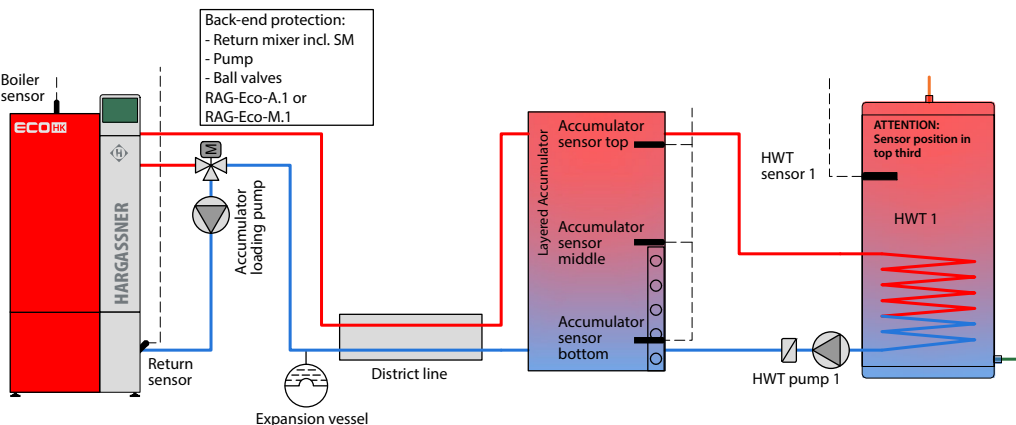 Back-end protection:
- Return mixer incl. SM
- Pump
- Ball valves
RAG-Eco-A.1 or
RAG-Eco-M.1
Boiler
sensor
ECO HK
H
HARGASSNER
M
Accumulator
loading pump
Return
sensor
Expansion vessel
District line
Layered Accumulator
Accumulator
sensor top
Accumulator
sensor
middle
Accumulator
sensor
bottom
HWT
sensor 1
ATTENTION:
Sensor position in
top third
HWT 1
HWT pump 1